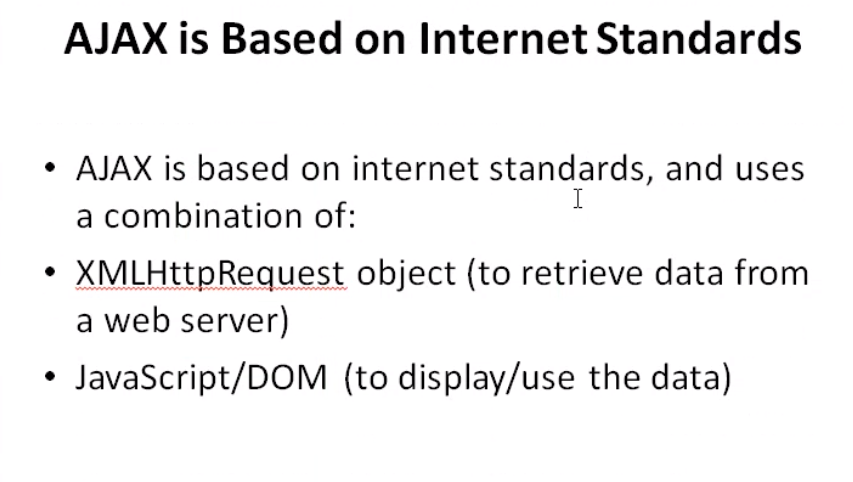 AJAX is Based on Internet Standards
• AJAX is based on internet standards, and uses
a combination of:
• XMLHttpRequest object (to retrieve data from
a web server)
• JavaScript/DOM (to display/use the data)